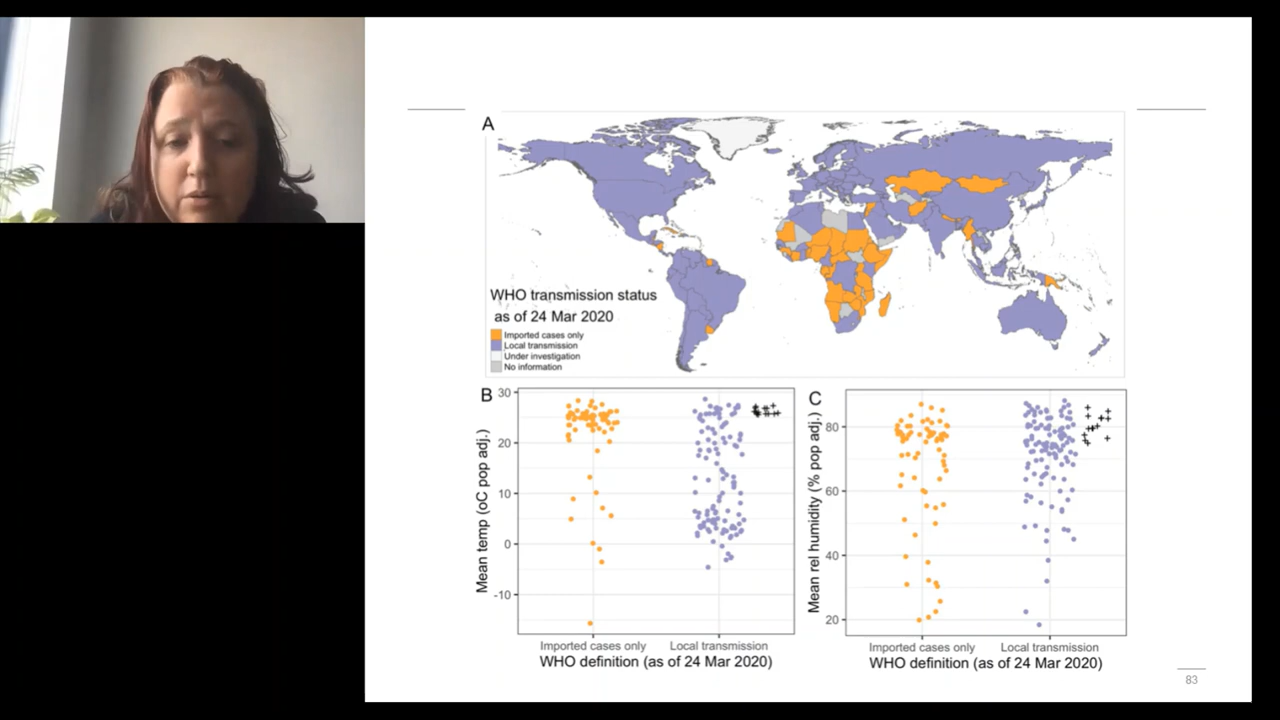 A
WHO transmission status
as of 24 Mar 2020
Imported cases only
Local transmission
Under investigation
No information
B
30
20
10
0
-10
Mean temp (oC pop adj.)
Imported cases only
Local transmission
WHO definition (as of 24 Mar 2020)
C
80
60
40
20
Mean rel humidity (% pop adj.)
Imported cases only
Local transmission
WHO definition (as of 24 Mar 2020)
83